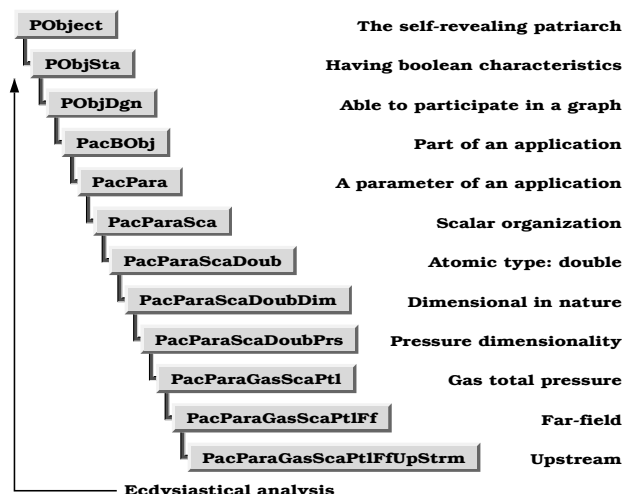 PObject The self-revealing patriarch
PObjSta Having boolean characteristics
PObjDgn Able to participate in a graph
PacBObj Part of an application
PacPara A parameter of an application
PacParaSca Scalar organization
PacParaScaDoub Atomic type: double
PacParaScaDoubDim Dimensional in nature
PacParaScaDoubPrs Pressure dimensionality
PacParaGasScaPtl Gas total pressure
PacParaGasScaPtlFf Far-field
PacParaGasScaPtlFfUpStrm Upstream
Ecdysiastical analysis